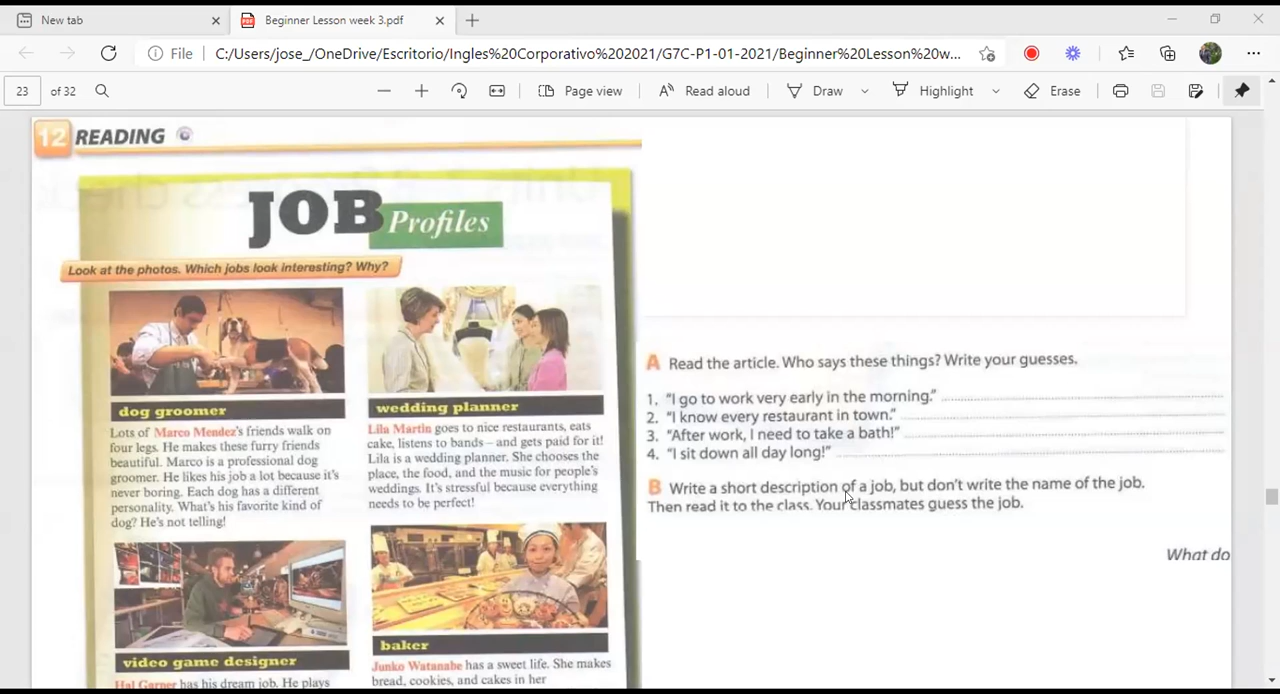 New tab
Beginner Lesson week 3.pdf
File
C:/Users/jose_/OneDrive/Escritorio/Ingles%20Corporativo%202021/G7C-P1-01-2021/Beginner%20Lesson%20w...
23 of 32
Page view
Read aloud
Draw
Highlight
Erase
12 READING
JOB
Profiles
Look at the photos. Which jobs look interesting? Why?
dog groomer
Lots of Marco Mendez's friends walk on
four legs. He makes these furry friends
beautiful. Marco is a professional dog
groomer. He likes his job a lot because it's
never boring. Each dog has a different
personality. What's his favorite kind of
dog? He's not telling!
wedding planner
Lila Martin goes to nice restaurants, eats
cake, listens to bands – and gets paid for it!
Lila is a wedding planner. She chooses the
place, the food, and the music for people's
weddings. It's stressful because everything
needs to be perfect!
video game designer
Hal Garner has his dream job. He plays
baker
Junko Watanabe has a sweet life. She makes
bread, cookies, and cakes in her
A Read the article. Who says these things? Write your guesses.
1. "I go to work very early in the morning."
2. "I know every restaurant in town."
3. "After work, I need to take a bath!"
4. "I sit down all day long!"
B Write a short description of a job, but don't write the name of the job.
Then read it to the class. Your classmates guess the job.
What do